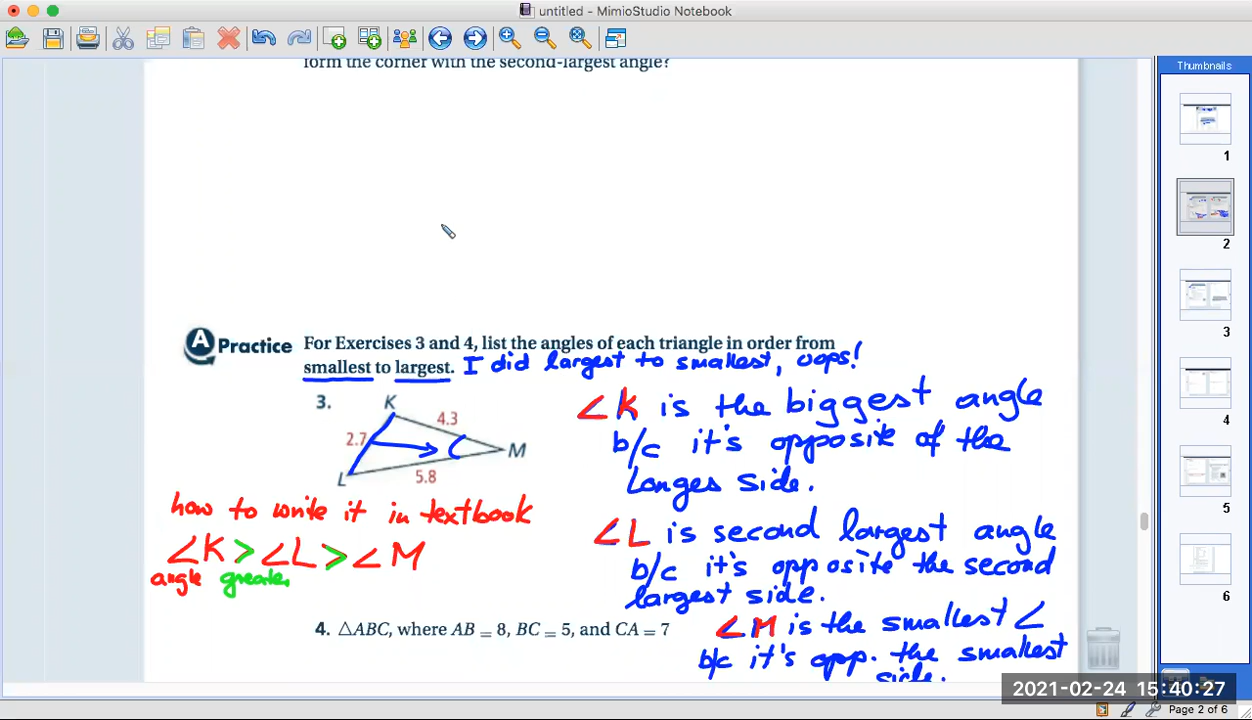 untitled - MimioStudio Notebook
Thumbnails
form the corner with the second-largest angle?
A Practice For Exercises 3 and 4, list the angles of each triangle in order from
smallest to largest. I did largest to smallest, oops!
3.
K
4.3
2.7
M
L
5.8
∠K is the biggest angle
b/c it's opposite of the
longes side.
how to write it in textbook
∠K > ∠L > ∠M
angle greater
∠L is second largest angle
b/c it's opposite the second
largest side.
4. △ABC, where AB = 8, BC = 5, and CA = 7
∠M is the smallest ∠
b/c it's opp. the smallest
side.
1
2
3
4
5
6
2021-02-24 15:40:27
Page 2 of 6